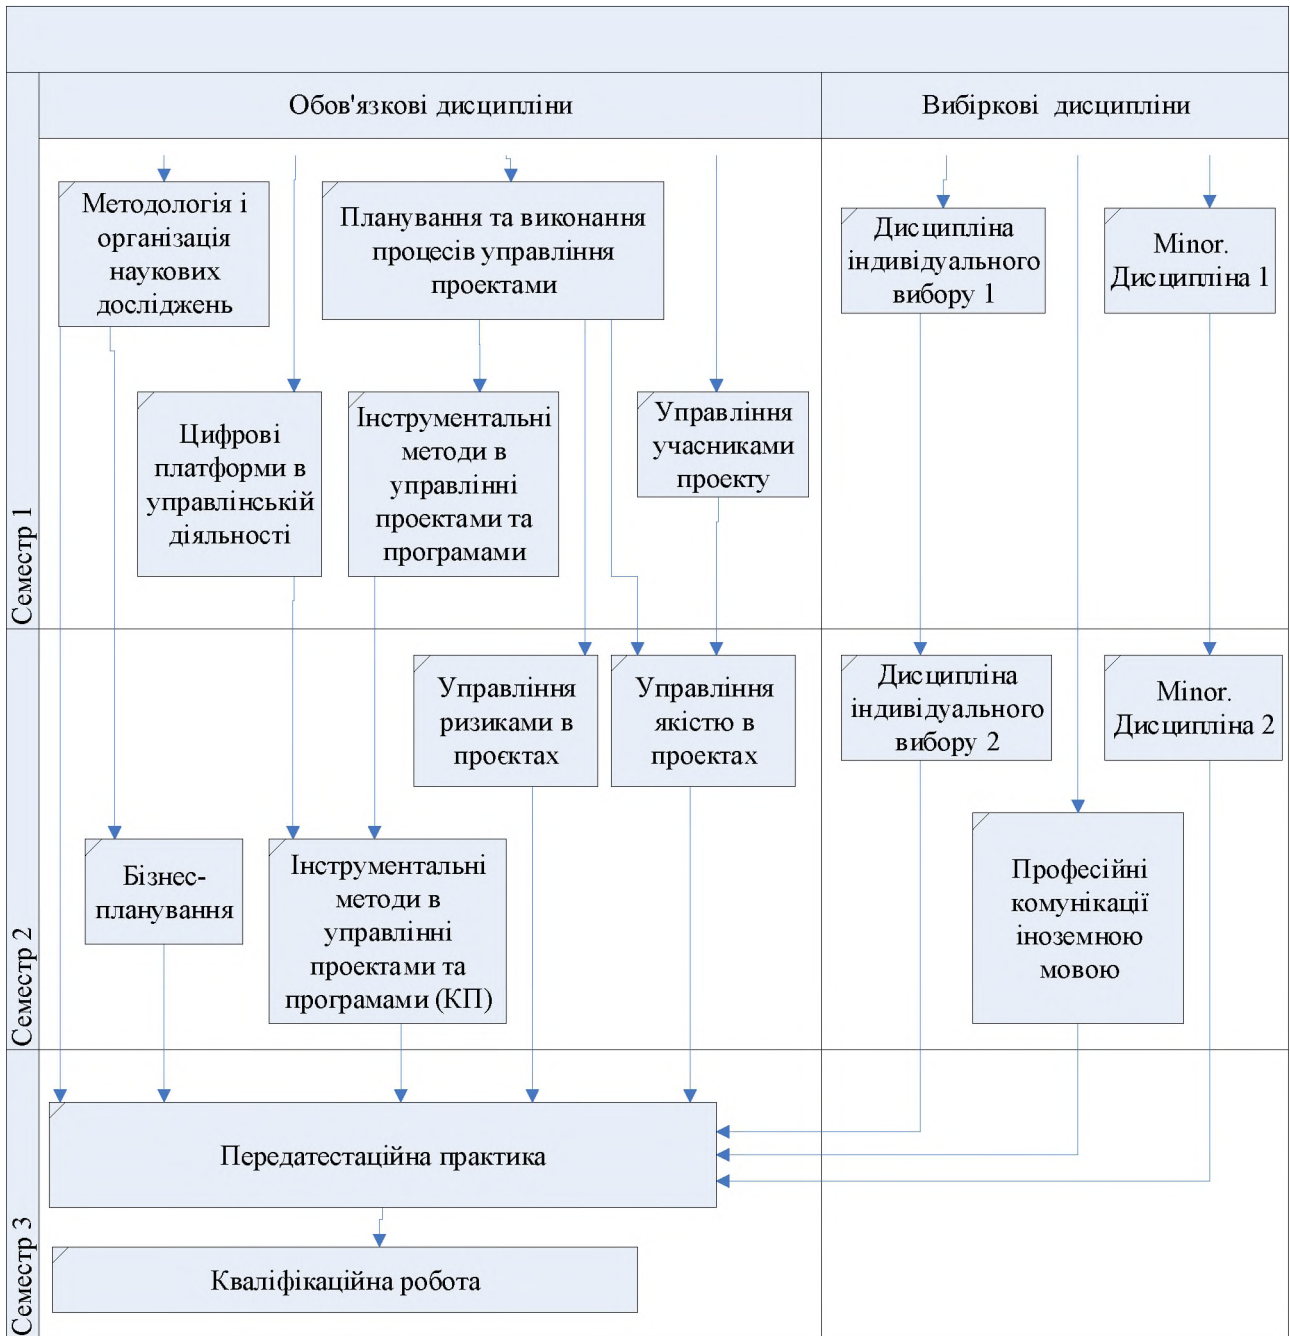 Обов'язкові дисципліни
Вибіркові дисципліни
Семестр 1
Методологія і
організація
наукових
досліджень
Планування та виконання
процесів управління
проектами
Дисципліна
індивідуального
вибору 1
Minor.
Дисципліна 1
Цифрові
платформи в
управлінській
діяльності
Інструментальні
методи в
управлінні
проектами та
програмами
Управління
учасниками
проекту
Семестр 2
Управління
ризиками в
проєктах
Управління
якістю в
проектах
Дисципліна
індивідуального
вибору 2
Minor.
Дисципліна 2
Бізнес-
планування
Інструментальні
методи в
управлінні
проектами та
програмами (КП)
Професійні
комунікації
іноземною
мовою
Семестр 3
Передатестаційна практика
Кваліфікаційна робота